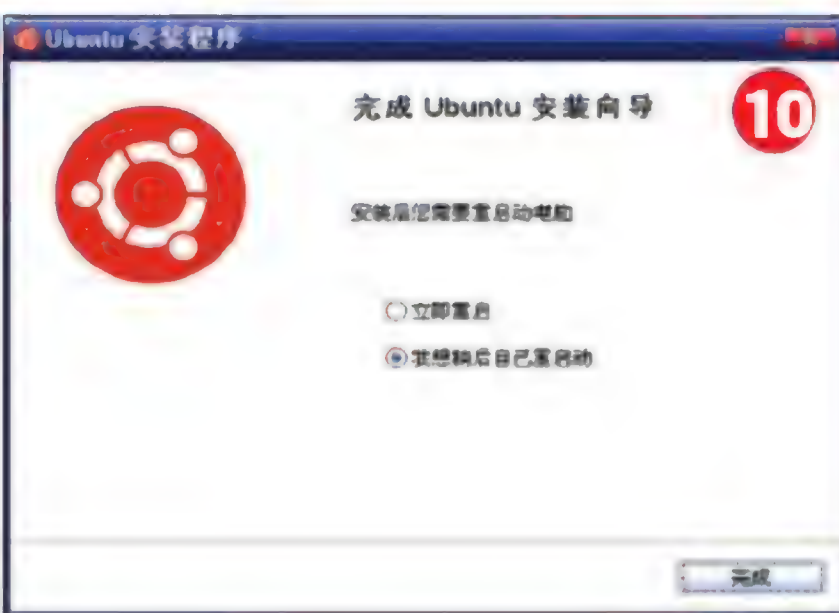 Ubuntu 安装程序
完成 Ubuntu 安装向导
10
安装后您需要重启动电脑
立即重启
我想稍后自己重启动
完成